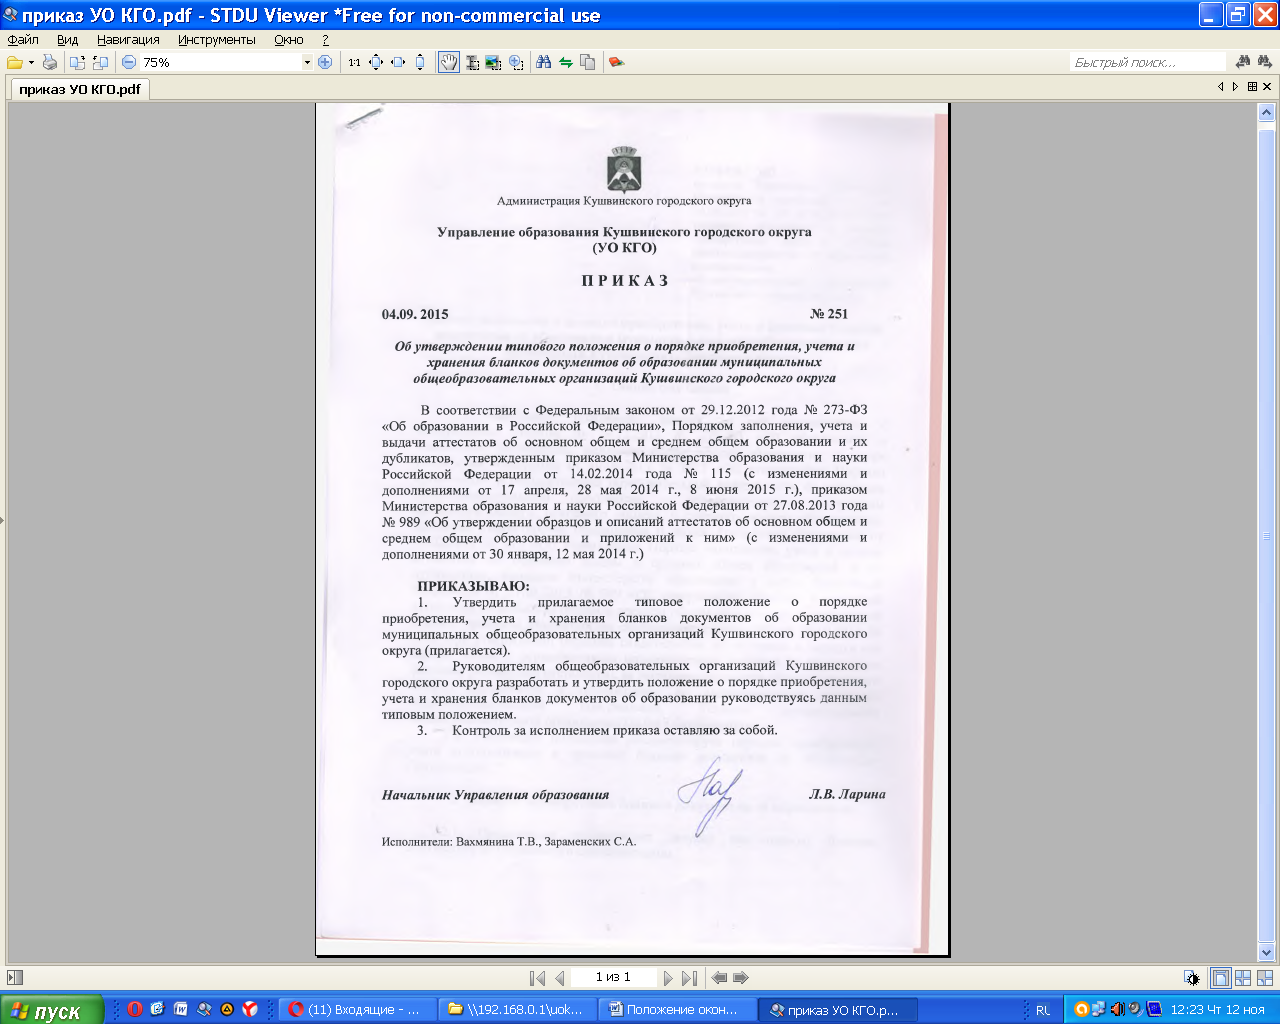 приказ УО КГО.pdf - STDU Viewer *Free for non-commercial use
Файл Вид Навигация Инструменты Окно ?
75% 1:1 Быстрый поиск...
приказ УО КГО.pdf
Администрация Кушвинского городского округа
Управление образования Кушвинского городского округа
(УО КГО)
П Р И К А З
04.09. 2015 № 251
Об утверждении типового положения о порядке приобретения, учета и
хранения бланков документов об образовании муниципальных
общеобразовательных организаций Кушвинского городского округа
В соответствии с Федеральным законом от 29.12.2012 года № 273-ФЗ
«Об образовании в Российской Федерации», Порядком заполнения, учета и
выдачи аттестатов об основном общем и среднем общем образовании и их
дубликатов, утвержденным приказом Министерства образования и науки
Российской Федерации от 14.02.2014 года № 115 (с изменениями и
дополнениями от 17 апреля, 28 мая 2014 г., 8 июня 2015 г.), приказом
Министерства образования и науки Российской Федерации от 27.08.2013 года
№ 989 «Об утверждении образцов и описаний аттестатов об основном общем и
среднем общем образовании и приложений к ним» (с изменениями и
дополнениями от 30 января, 12 мая 2014 г.)
ПРИКАЗЫВАЮ:
1. Утвердить прилагаемое типовое положение о порядке
приобретения, учета и хранения бланков документов об образовании
муниципальных общеобразовательных организаций Кушвинского городского
округа (прилагается).
2. Руководителям общеобразовательных организаций Кушвинского
городского округа разработать и утвердить положение о порядке приобретения,
учета и хранения бланков документов об образовании руководствуясь данным
типовым положением.
3. Контроль за исполнением приказа оставляю за собой.
Начальник Управления образования Л.В. Ларина
Исполнители: Вахмянина Т.В., Зараменских С.А.
1 из 1
пуск (11) Входящие - ... \\192.168.0.1\uok... Положение окон... приказ УО КГО.p... RL 12:23 Чт 12 ноя